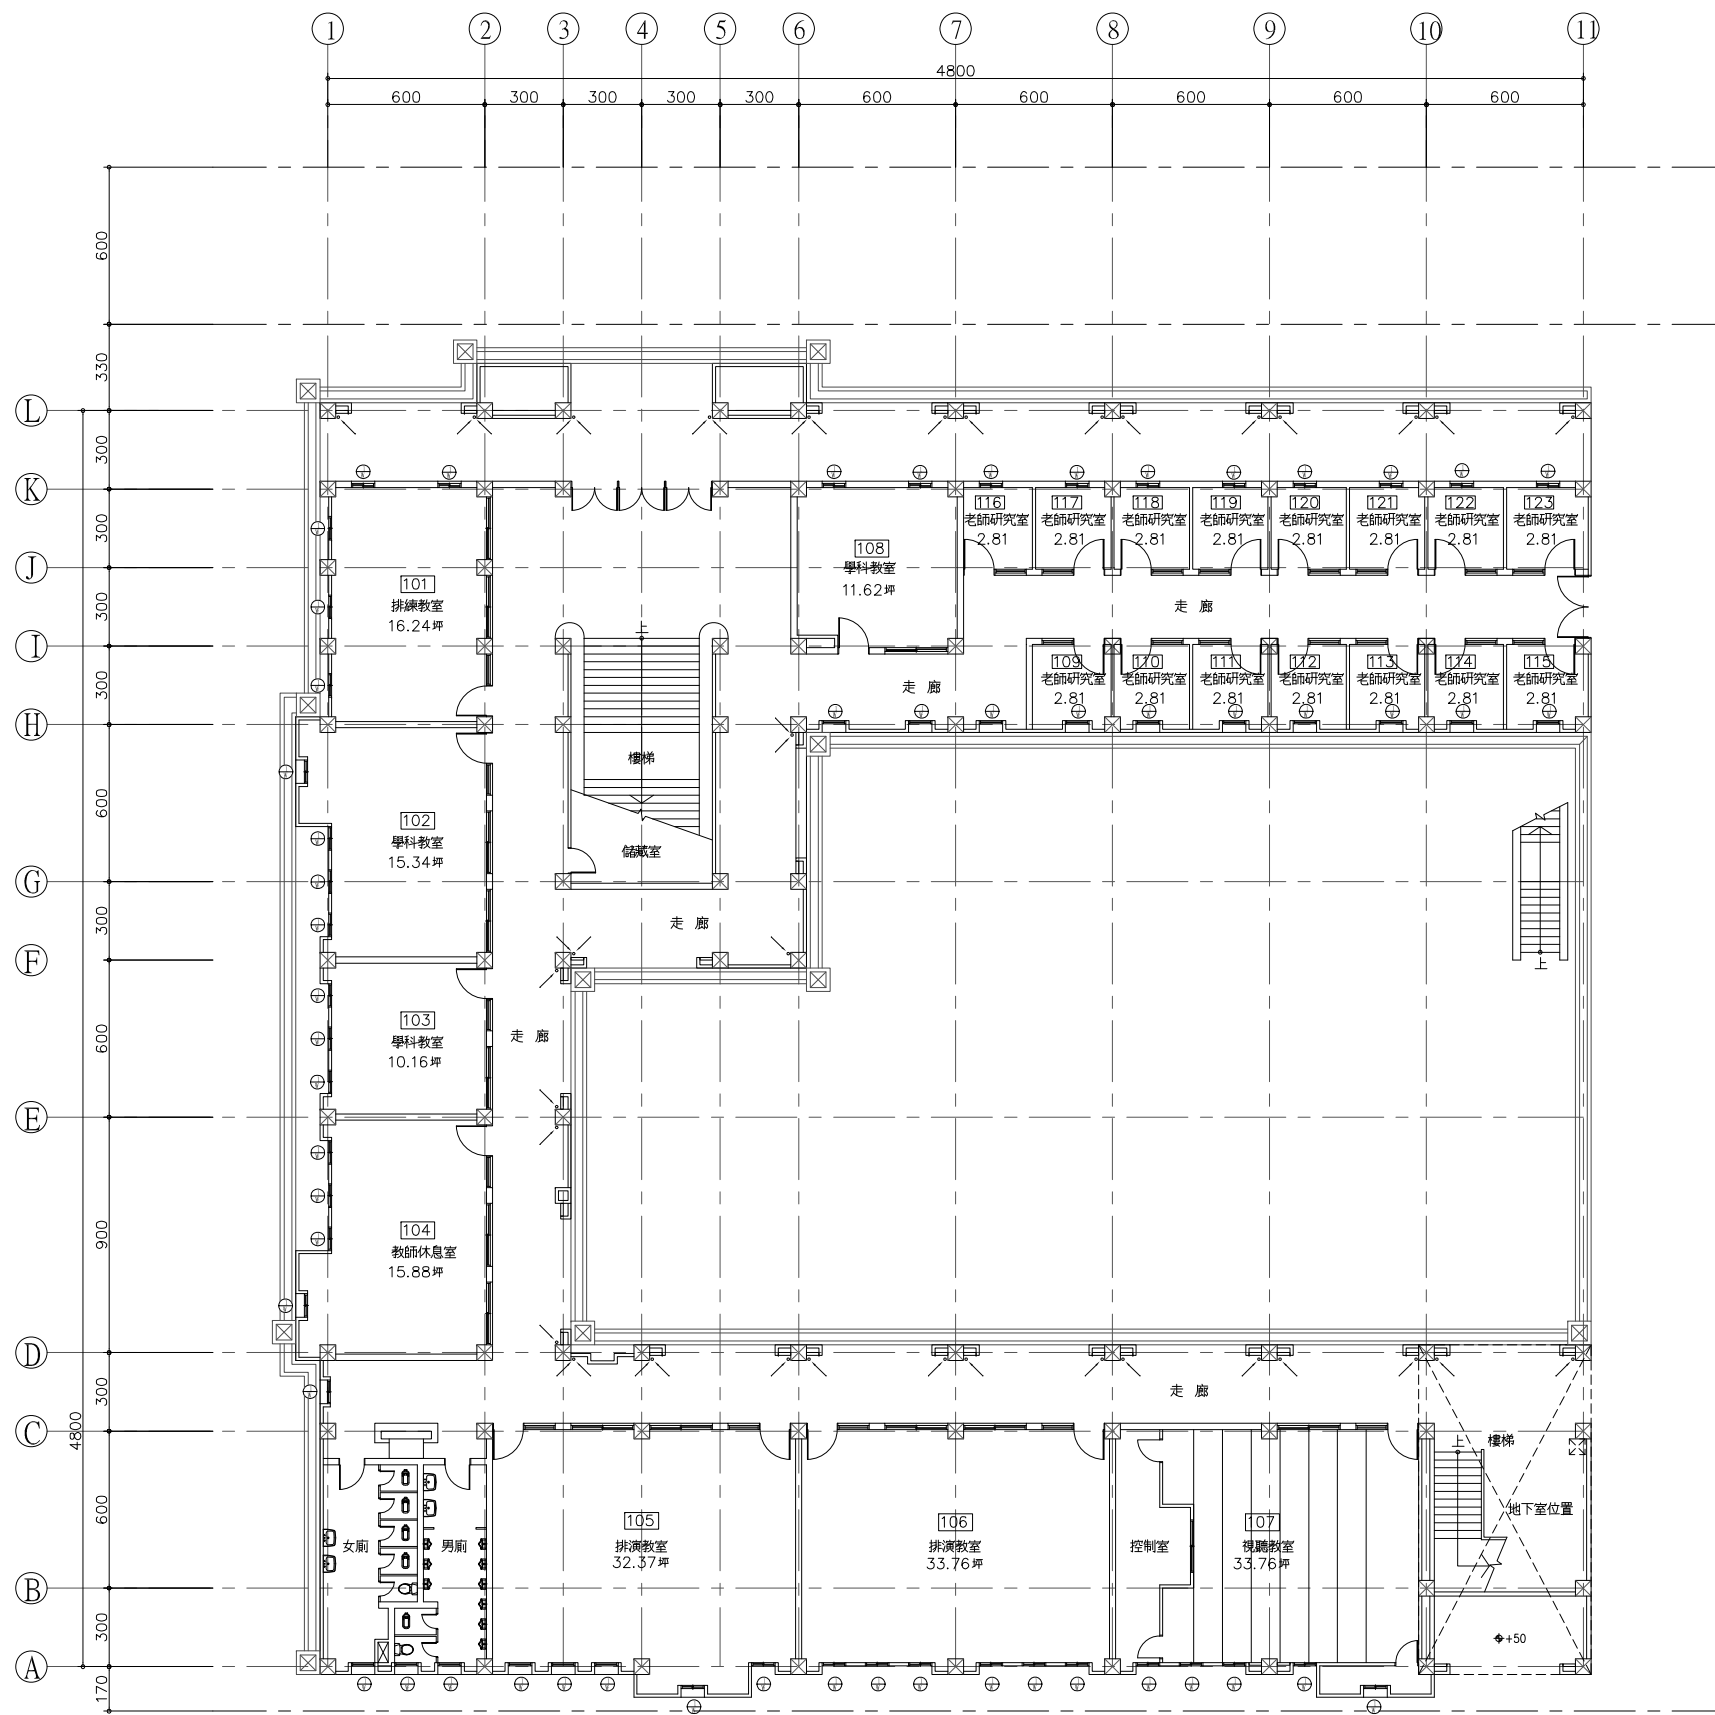 1 2 3 4 5 6 7 8 9 10 11
4800
600 300 300 300 300 600 600 600 600 600
600
330
L
300
K
116 117 118 119 120 121 122 123
老師研究室 老師研究室 老師研究室 老師研究室 老師研究室 老師研究室 老師研究室 老師研究室
2.81 2.81 2.81 2.81 2.81 2.81 2.81 2.81
300
108
學科教室
11.62坪
J
101
排練教室
16.24坪
300
走廊
上
I
109 110 111 112 113 114 115
老師研究室 老師研究室 老師研究室 老師研究室 老師研究室 老師研究室 老師研究室
2.81 2.81 2.81 2.81 2.81 2.81 2.81
300
走廊
H
樓梯
600
102
學科教室
15.34坪
儲藏室
G
300
走廊
F
上
103
學科教室
10.16坪
600
走廊
E
104
教師休息室
15.88坪
900
D
300
走廊
C
4800
上
樓梯
地下室位置
600
105
排演教室
32.37坪
106
排演教室
33.76坪
107
視聽教室
33.76坪
控制室
女廁
男廁
B
300
+50
A
170